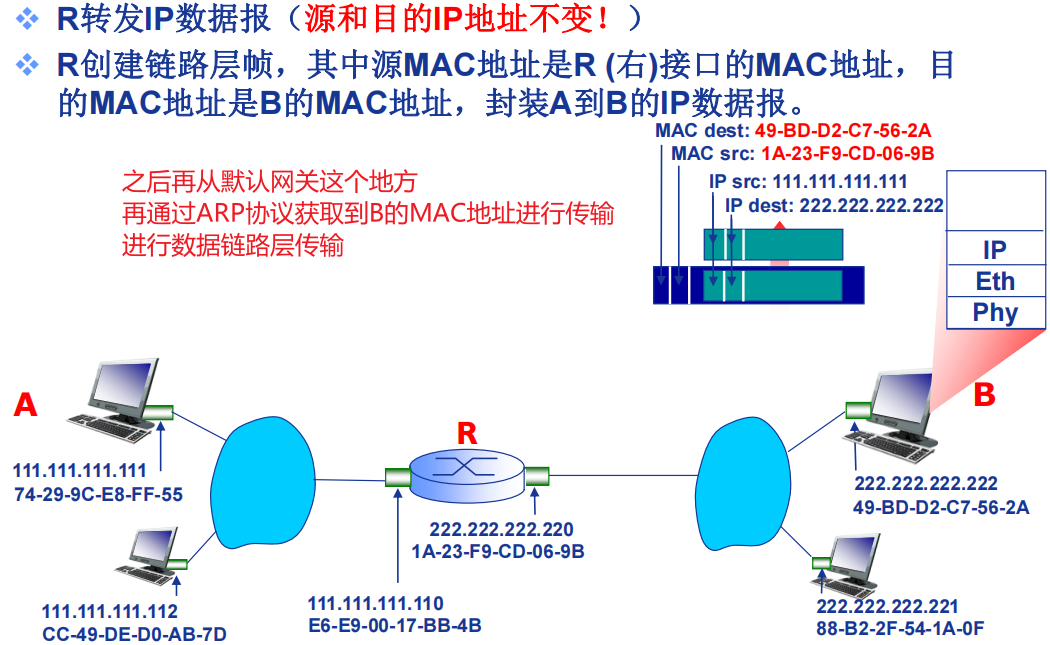 R转发IP数据报（源和目的IP地址不变！）
R创建链路层帧，其中源MAC地址是R (右)接口的MAC地址，目
的MAC地址是B的MAC地址，封装A到B的IP数据报。
MAC dest: 49-BD-D2-C7-56-2A
MAC src: 1A-23-F9-CD-06-9B
IP src: 111.111.111.111
IP dest: 222.222.222.222
之后再从默认网关这个地方
再通过ARP协议获取到B的MAC地址进行传输
进行数据链路层传输
IP
Eth
Phy
A
R
B
111.111.111.111
74-29-9C-E8-FF-55
222.222.222.220
1A-23-F9-CD-06-9B
222.222.222.222
49-BD-D2-C7-56-2A
111.111.111.112
CC-49-DE-D0-AB-7D
111.111.111.110
E6-E9-00-17-BB-4B
222.222.222.221
88-B2-2F-54-1A-0F